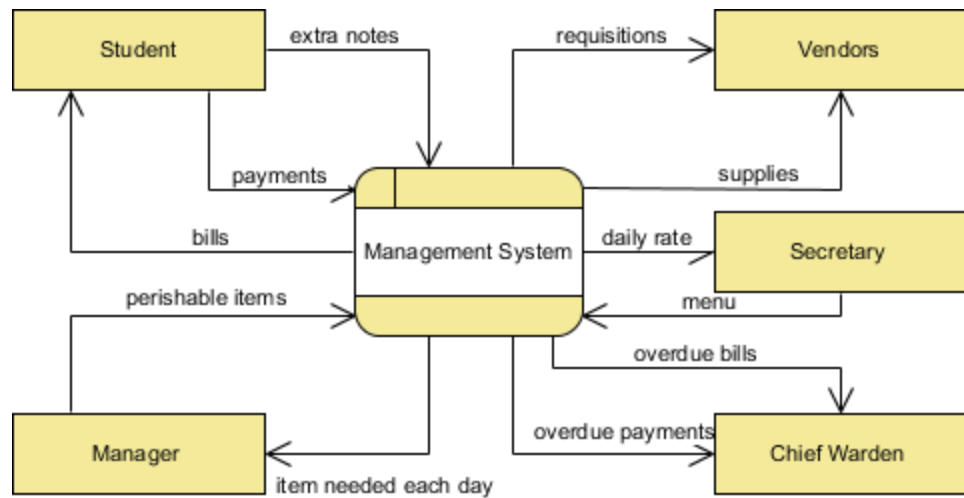 Student
extra notes
requisitions
Vendors
payments
supplies
bills
Management System
daily rate
Secretary
perishable items
menu
overdue bills
Manager
overdue payments
Chief Warden
item needed each day